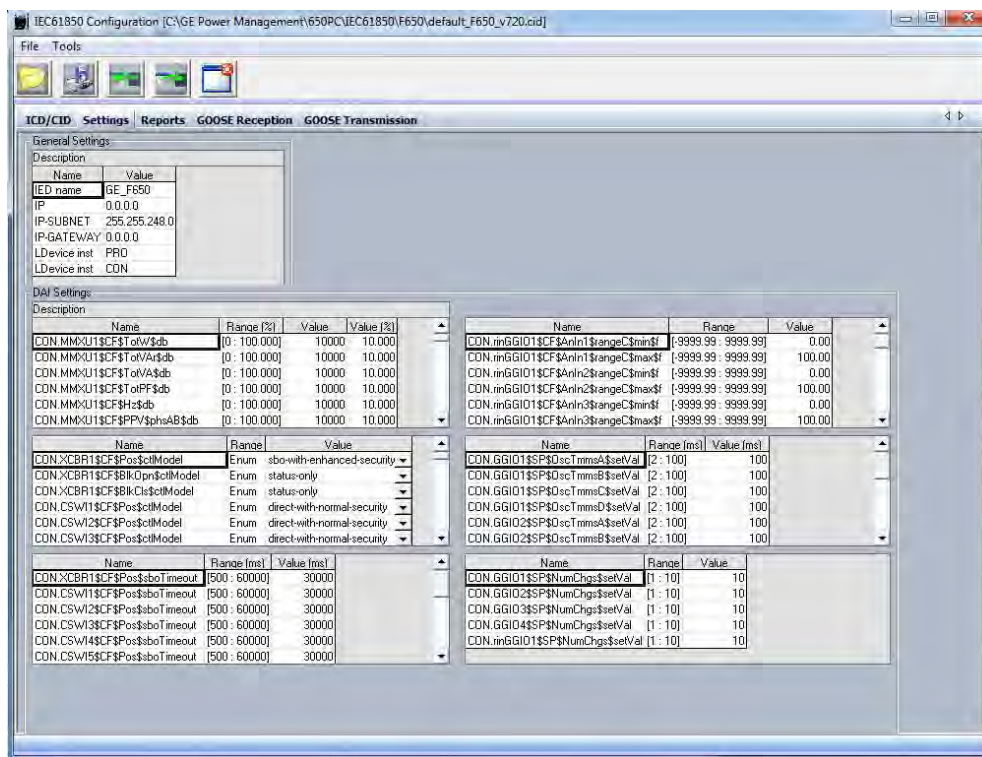 IEC61850 Configuration [C:\GE Power Management\650PC\IEC61850\F650\default_F650_v720.cid]
File Tools
ICD/CID Settings Reports GOOSE Reception GOOSE Transmission
General Settings
Description
Name Value
IED name GE_F650
IP 0.0.0.0
IP-SUBNET 255.255.248.0
IP-GATEWAY 0.0.0.0
LDevice inst PRO
LDevice inst CON
DAI Settings
Description
Name Range (%) Value Value (%)
CON.MMXU1$CF$TotW$db [0 : 100.000] 10000 10.000
CON.MMXU1$CF$TotVAr$db [0 : 100.000] 10000 10.000
CON.MMXU1$CF$TotVA$db [0 : 100.000] 10000 10.000
CON.MMXU1$CF$TotPF$db [0 : 100.000] 10000 10.000
CON.MMXU1$CF$Hz$db [0 : 100.000] 10000 10.000
CON.MMXU1$CF$PPV$phsAB$db [0 : 100.000] 10000 10.000
Name Range Value
CON.rinGGIO1$CF$AnIn1$rangeC$min$f [-9999.99 : 9999.99] 0.00
CON.rinGGIO1$CF$AnIn1$rangeC$max$f [-9999.99 : 9999.99] 100.00
CON.rinGGIO1$CF$AnIn2$rangeC$min$f [-9999.99 : 9999.99] 0.00
CON.rinGGIO1$CF$AnIn2$rangeC$max$f [-9999.99 : 9999.99] 100.00
CON.rinGGIO1$CF$AnIn3$rangeC$min$f [-9999.99 : 9999.99] 0.00
CON.rinGGIO1$CF$AnIn3$rangeC$max$f [-9999.99 : 9999.99] 100.00
Name Range Value
CON.XCBR1$CF$Pos$ctlModel Enum sbo-with-enhanced-security
CON.XCBR1$CF$BlkOpn$ctlModel Enum status-only
CON.XCBR1$CF$BlkCls$ctlModel Enum status-only
CON.CSWI1$CF$Pos$ctlModel Enum direct-with-normal-security
CON.CSWI2$CF$Pos$ctlModel Enum direct-with-normal-security
CON.CSWI3$CF$Pos$ctlModel Enum direct-with-normal-security
Name Range (ms) Value (ms)
CON.GGIO1$SP$OscTmmsA$setVal [2 : 100] 100
CON.GGIO1$SP$OscTmmsB$setVal [2 : 100] 100
CON.GGIO1$SP$OscTmmsC$setVal [2 : 100] 100
CON.GGIO1$SP$OscTmmsD$setVal [2 : 100] 100
CON.GGIO2$SP$OscTmmsA$setVal [2 : 100] 100
CON.GGIO2$SP$OscTmmsB$setVal [2 : 100] 100
Name Range (ms) Value (ms)
CON.XCBR1$CF$Pos$sboTimeout [500 : 60000] 30000
CON.CSWI1$CF$Pos$sboTimeout [500 : 60000] 30000
CON.CSWI2$CF$Pos$sboTimeout [500 : 60000] 30000
CON.CSWI3$CF$Pos$sboTimeout [500 : 60000] 30000
CON.CSWI4$CF$Pos$sboTimeout [500 : 60000] 30000
CON.CSWI5$CF$Pos$sboTimeout [500 : 60000] 30000
Name Range Value
CON.GGIO1$SP$NumChgs$setVal [1 : 10] 10
CON.GGIO2$SP$NumChgs$setVal [1 : 10] 10
CON.GGIO3$SP$NumChgs$setVal [1 : 10] 10
CON.GGIO4$SP$NumChgs$setVal [1 : 10] 10
CON.rinGGIO1$SP$NumChgs$setVal [1 : 10] 10